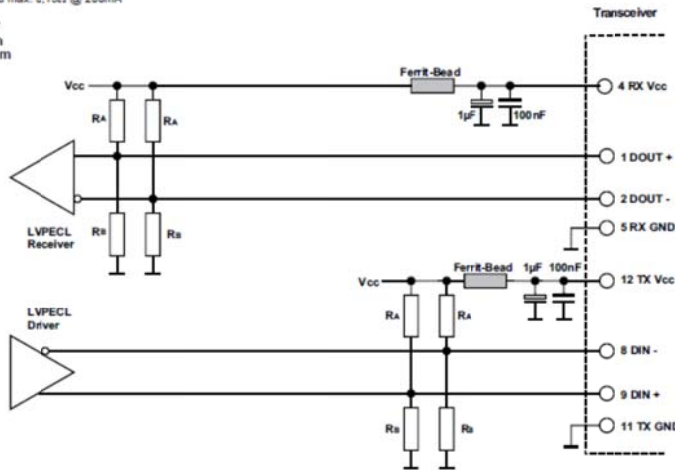 Transceiver
Vcc
Ferrit-Bead
1µF
100nF
4 RX Vcc
RA
RA
1 DOUT +
2 DOUT -
LVPECL
Receiver
RB
RB
5 RX GND
Vcc
Ferrit-Bead
1µF
100nF
12 TX Vcc
LVPECL
Driver
RA
RA
8 DIN -
9 DIN +
RB
RB
11 TX GND